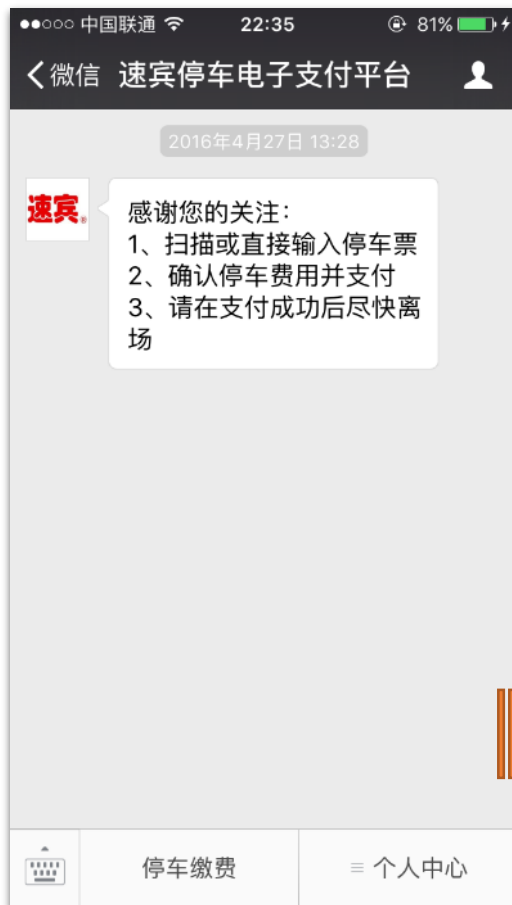 中国联通 22:35 81%
微信 速宾停车电子支付平台
2016年4月27日 13:28
速宾®
感谢您的关注：
1、扫描或直接输入停车票
2、确认停车费用并支付
3、请在支付成功后尽快离
场
停车缴费 个人中心